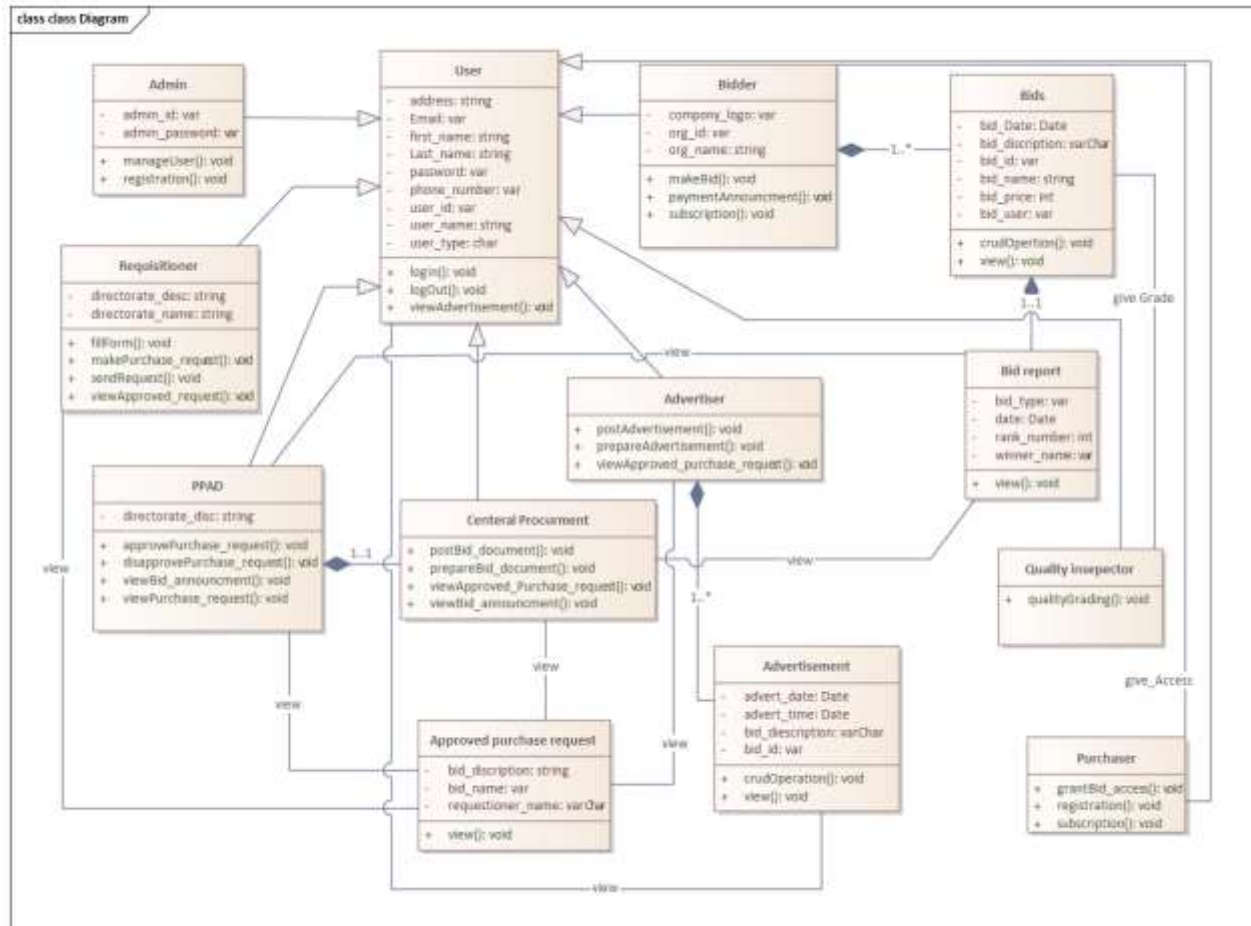 class class Diagram
Admin
- admin_id: var
- admin_password: var
+ manageUser(): void
+ registration(): void
User
- address: string
- Email: var
- first_name: string
- Last_name: string
- password: var
- phone_number: var
- user_id: var
- user_name: string
- user_type: char
+ login(): void
+ logOut(): void
+ viewAdvertisement(): void
Bidder
- company_logo: var
- org_id: var
- org_name: string
+ makeBid(): void
+ paymentAnnouncment(): void
+ subscription(): void
1..*
Bids
- bid_Date: Date
- bid_discription: varChar
- bid_id: var
- bid_name: string
- bid_price: int
- bid_user: var
+ crudOpertion(): void
+ view(): void
Requisitioner
- directorate_desc: string
- directorate_name: string
+ fillForm(): void
+ makePurchase_request(): void
+ sendRequest(): void
+ viewApproved_request(): void
1..1
give Grade
view
Bid report
- bid_type: var
- date: Date
- rank_number: int
- winner_name: var
+ view(): void
Advertiser
+ postAdvertisement(): void
+ prepareAdvertisement(): void
+ viewApproved_purchase_request(): void
PPAD
- directorate_disc: string
+ approvePurchase_request(): void
+ disapprovePurchase_request(): void
+ viewBid_announcment(): void
+ viewPurchase_request(): void
1..1
Centeral Procurment
+ postBid_document(): void
+ prepareBid_document(): void
+ viewApproved_Purchase_request(): void
+ viewBid_announcment(): void
view
view
1..*
Quality insepector
+ qualityGrading(): void
view
view
view
Advertisement
- advert_date: Date
- advert_time: Date
- bid_diescription: varChar
- bid_id: var
+ crudOperation(): void
+ view(): void
give_Access
Approved purchase request
- bid_discription: string
- bid_name: var
- requestioner_name: varChar
+ view(): void
Purchaser
+ grantBid_access(): void
+ registration(): void
+ subscription(): void
view